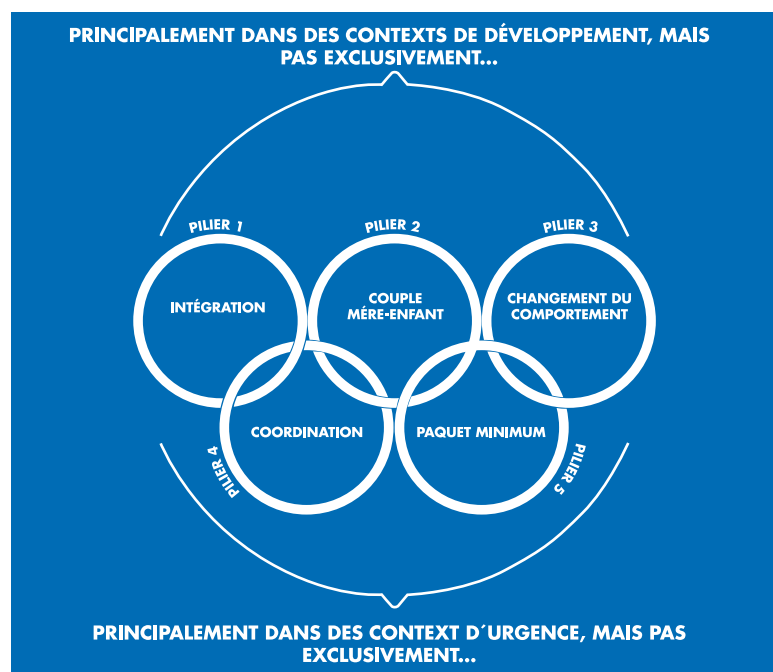 PRINCIPALEMENT DANS DES CONTEXTS DE DÉVELOPPEMENT, MAIS
PAS EXCLUSIVEMENT...
PILIER 1
PILIER 2
PILIER 3
INTÉGRATION
COUPLE
MÉRE-ENFANT
CHANGEMENT DU
COMPORTEMENT
COORDINATION
PAQUET MINIMUM
PILIER 4
PILIER 5
PRINCIPALEMENT DANS DES CONTEXT D´URGENCE, MAIS PAS
EXCLUSIVEMENT...